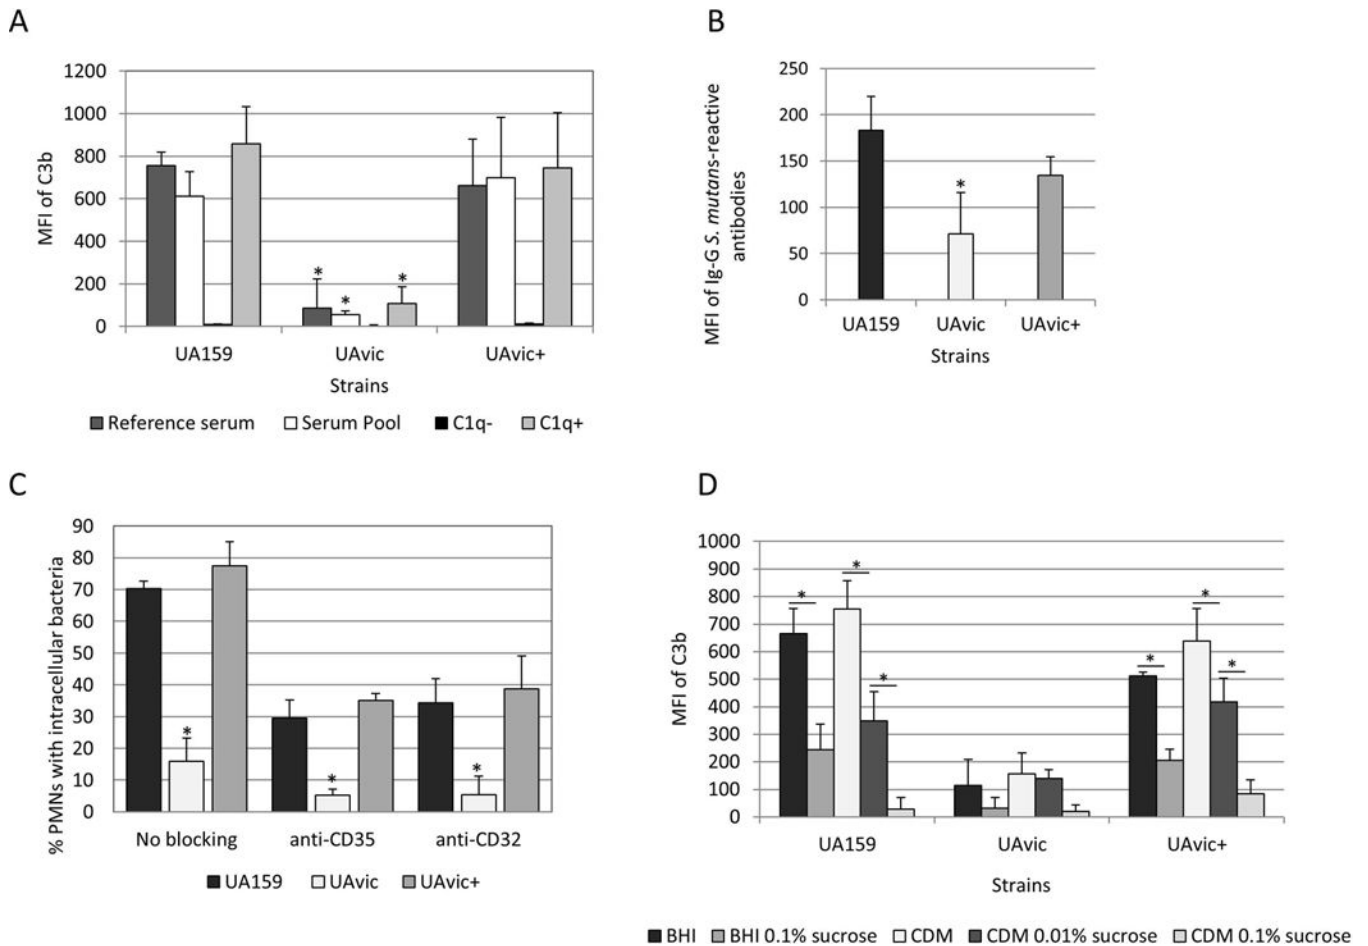 A
1200
1000
800
600
400
200
0
MFI of C3b
* * *
UA159 UAvic UAvic+
Strains
Reference serum Serum Pool C1q- C1q+
B
250
200
150
100
50
0
MFI of Ig-G S. mutans-reactive
antibodies
*
UA159 UAvic UAvic+
Strains
C
90
80
70
60
50
40
30
20
10
0
% PMNs with intracellular bacteria
* * *
No blocking anti-CD35 anti-CD32
UA159 UAvic UAvic+
D
1000
900
800
700
600
500
400
300
200
100
0
MFI of C3b
* * * * * *
UA159 UAvic UAvic+
Strains
BHI BHI 0.1% sucrose CDM CDM 0.01% sucrose CDM 0.1% sucrose